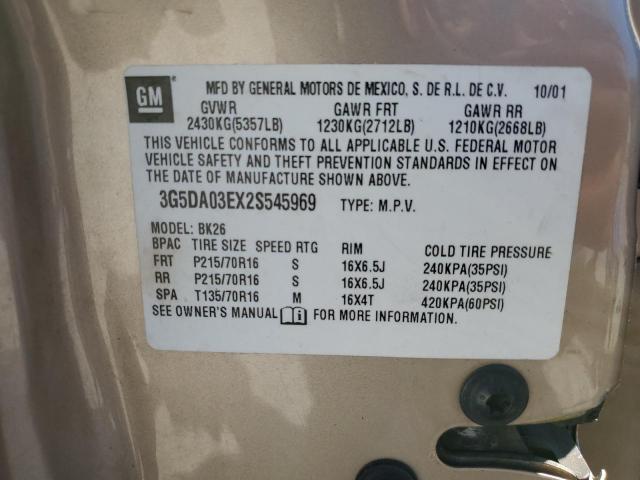 GM
MFD BY GENERAL MOTORS DE MEXICO, S. DE R.L. DE C.V. 10/01
GVWR GAWR FRT GAWR RR
2430KG(5357LB) 1230KG(2712LB) 1210KG(2668LB)
THIS VEHICLE CONFORMS TO ALL APPLICABLE U.S. FEDERAL MOTOR
VEHICLE SAFETY AND THEFT PREVENTION STANDARDS IN EFFECT ON
THE DATE OF MANUFACTURE SHOWN ABOVE.
3G5DA03EX2S545969 TYPE: M.P.V.
MODEL: BK26
BPAC TIRE SIZE SPEED RTG RIM COLD TIRE PRESSURE
FRT P215/70R16 S 16X6.5J 240KPA(35PSI)
RR P215/70R16 S 16X6.5J 240KPA(35PSI)
SPA T135/70R16 M 16X4T 420KPA(60PSI)
SEE OWNER'S MANUAL FOR MORE INFORMATION.